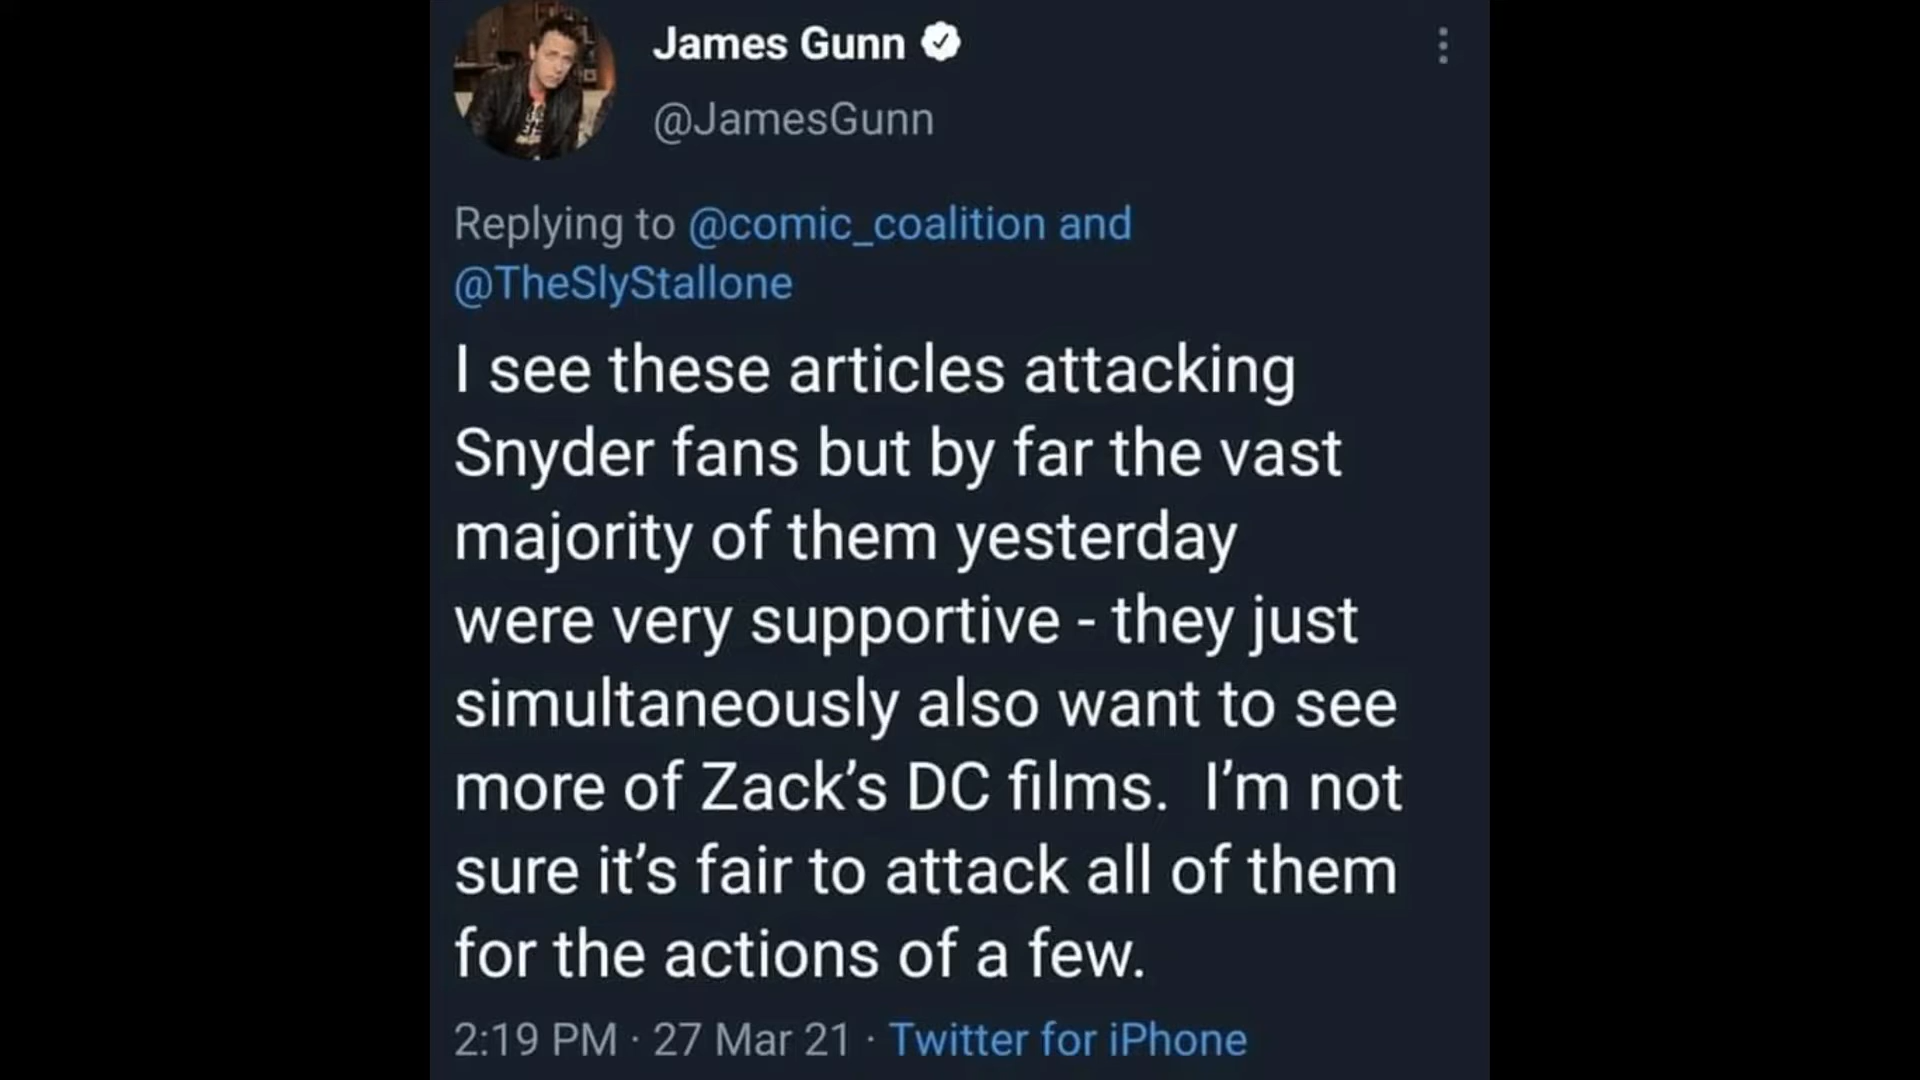 James Gunn
@JamesGunn
Replying to @comic_coalition and
@TheSlyStallone
I see these articles attacking
Snyder fans but by far the vast
majority of them yesterday
were very supportive - they just
simultaneously also want to see
more of Zack’s DC films.  I’m not
sure it’s fair to attack all of them
for the actions of a few.
2:19 PM · 27 Mar 21 · Twitter for iPhone